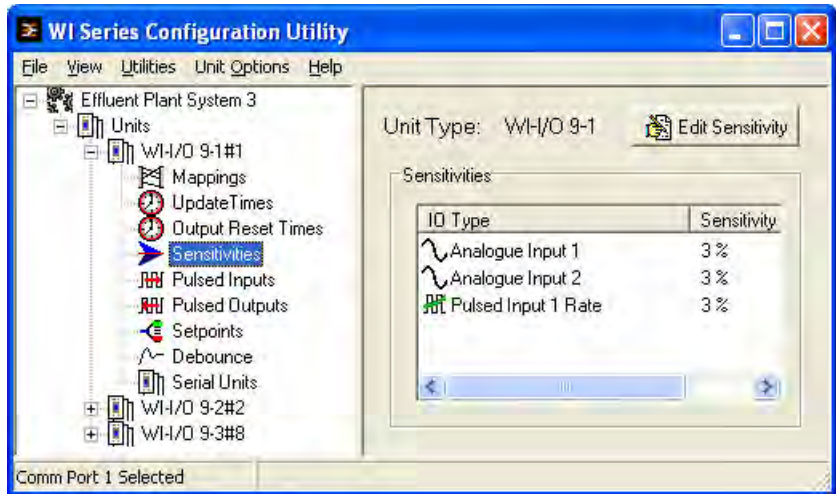 WI Series Configuration Utility
File View Utilities Unit Options Help
Effluent Plant System 3
Units
WI-I/O 9-1#1
Mappings
UpdateTimes
Output Reset Times
Sensitivities
Pulsed Inputs
Pulsed Outputs
Setpoints
Debounce
Serial Units
WI-I/O 9-2#2
WI-I/O 9-3#8
Unit Type: WI-I/O 9-1 Edit Sensitivity
Sensitivities
IO Type Sensitivity
Analogue Input 1 3 %
Analogue Input 2 3 %
Pulsed Input 1 Rate 3 %
Comm Port 1 Selected